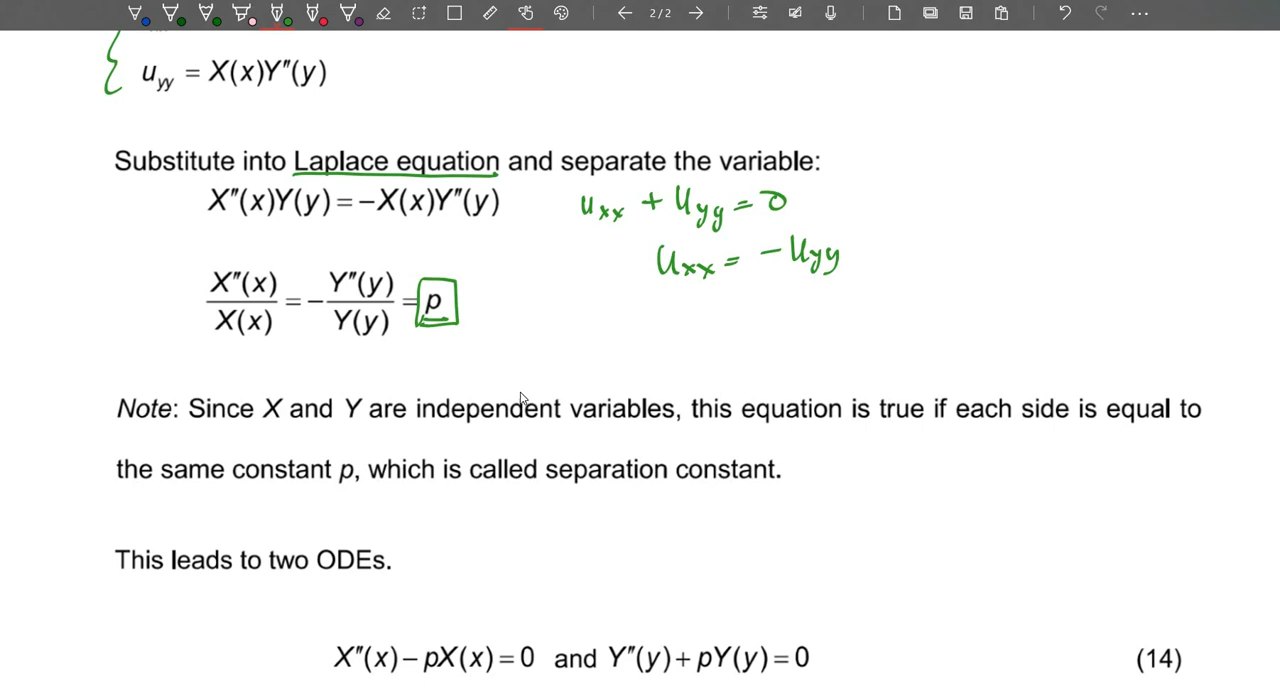 2/2
u_yy = X(x)Y″(y)
Substitute into Laplace equation and separate the variable:
X″(x)Y(y) = −X(x)Y″(y)
u_xx + u_yy = 0
u_xx = −u_yy
X″(x)/X(x) = − Y″(y)/Y(y) = p
Note: Since X and Y are independent variables, this equation is true if each side is equal to
the same constant p, which is called separation constant.
This leads to two ODEs.
X″(x) − pX(x) = 0 and Y″(y) + pY(y) = 0 (14)